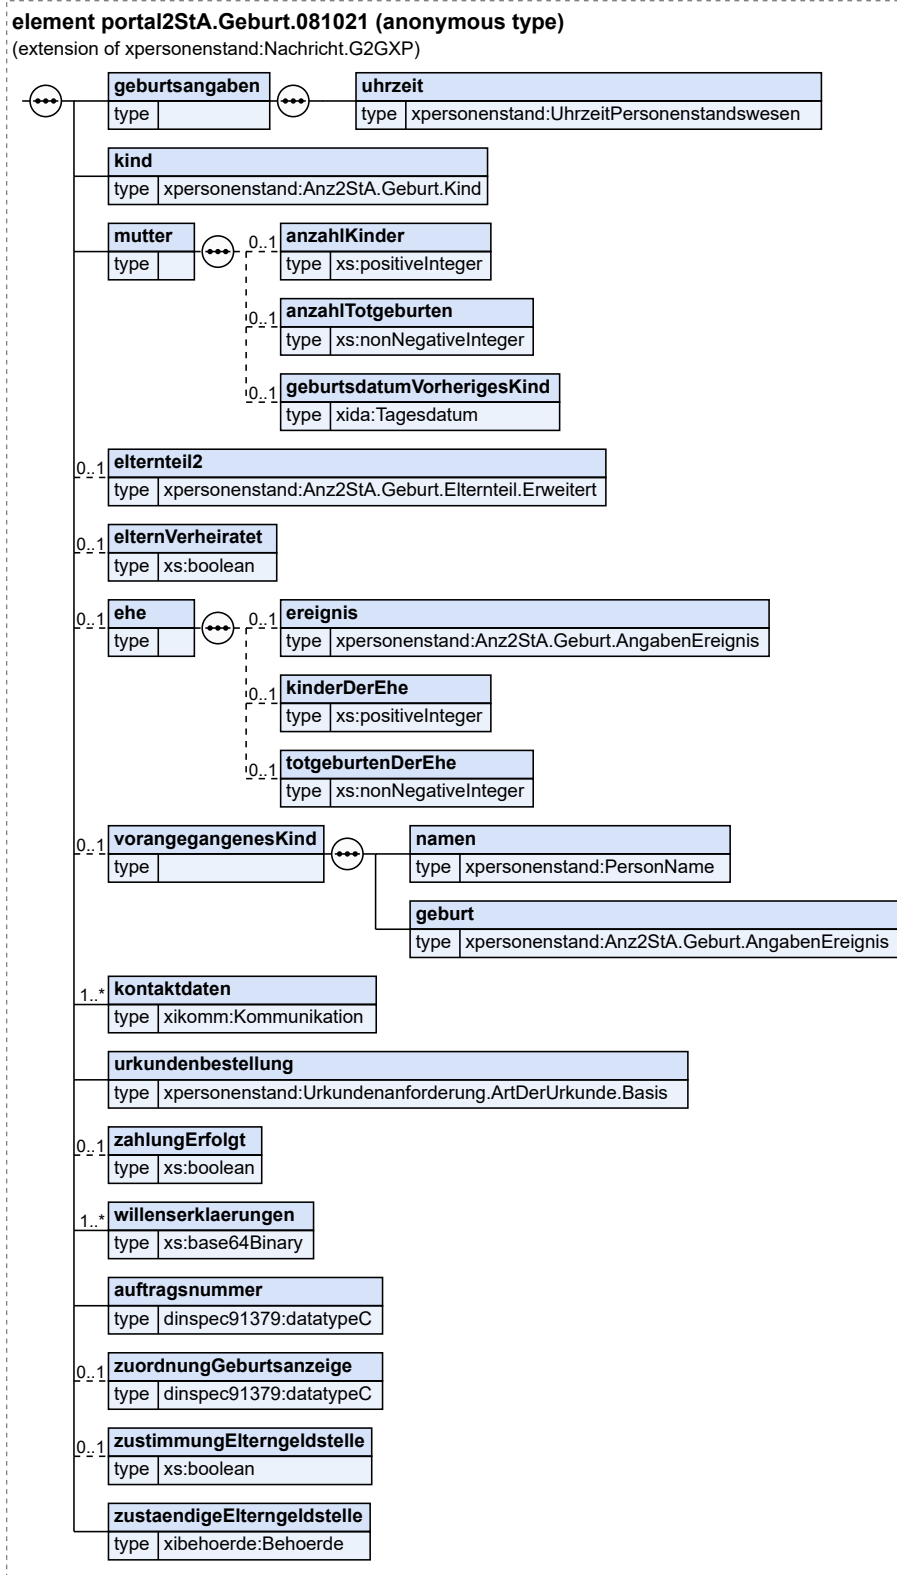 element portal2StA.Geburt.081021 (anonymous type)
(extension of xpersonenstand:Nachricht.G2GXP)
geburtsangaben
type
uhrzeit
type xpersonenstand:UhrzeitPersonenstandswesen
kind
type xpersonenstand:Anz2StA.Geburt.Kind
mutter
type
0..1 anzahlKinder
type xs:positiveInteger
0..1 anzahlTotgeburten
type xs:nonNegativeInteger
0..1 geburtsdatumVorherigesKind
type xida:Tagesdatum
0..1 elternteil2
type xpersonenstand:Anz2StA.Geburt.Elternteil.Erweitert
0..1 elternVerheiratet
type xs:boolean
0..1 ehe
type
0..1 ereignis
type xpersonenstand:Anz2StA.Geburt.AngabenEreignis
0..1 kinderDerEhe
type xs:positiveInteger
0..1 totgeburtenDerEhe
type xs:nonNegativeInteger
0..1 vorangegangenesKind
type
namen
type xpersonenstand:PersonName
geburt
type xpersonenstand:Anz2StA.Geburt.AngabenEreignis
1..* kontaktdaten
type xikomm:Kommunikation
urkundenbestellung
type xpersonenstand:Urkundenanforderung.ArtDerUrkunde.Basis
0..1 zahlungErfolgt
type xs:boolean
1..* willenserklaerungen
type xs:base64Binary
auftragsnummer
type dinspec91379:datatypeC
0..1 zuordnungGeburtsanzeige
type dinspec91379:datatypeC
0..1 zustimmungElterngeldstelle
type xs:boolean
zustaendigeElterngeldstelle
type xibehoerde:Behoerde